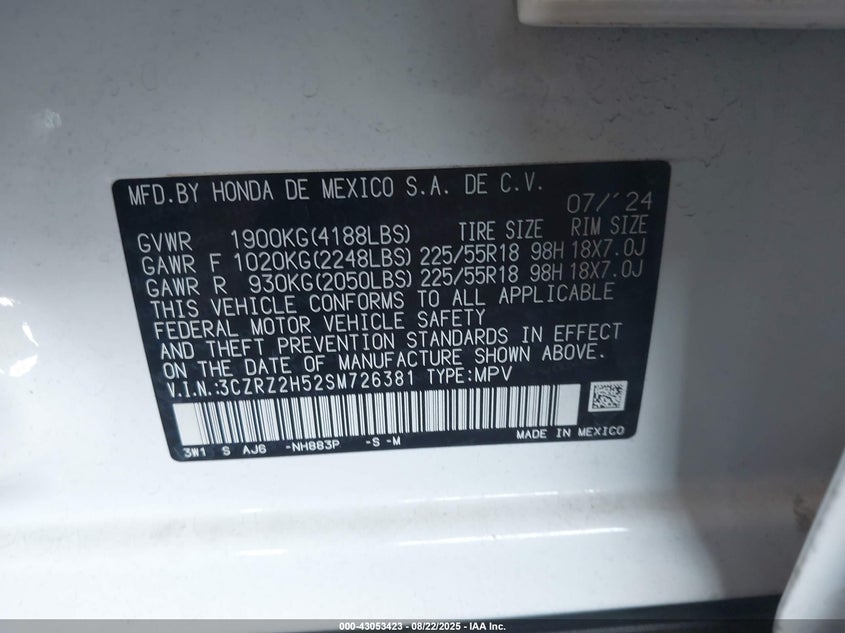 MFD.BY HONDA DE MEXICO S.A. DE C.V.
07/'24
GVWR 1900KG(4188LBS) TIRE SIZE RIM SIZE
GAWR F 1020KG(2248LBS) 225/55R18 98H 18X7.0J
GAWR R 930KG(2050LBS) 225/55R18 98H 18X7.0J
THIS VEHICLE CONFORMS TO ALL APPLICABLE
FEDERAL MOTOR VEHICLE SAFETY
AND THEFT PREVENTION STANDARDS IN EFFECT
ON THE DATE OF MANUFACTURE SHOWN ABOVE.
V.I.N.:3CZRZ2H52SM726381 TYPE:MPV
3W1 S AJ6 -NH883P -S -M MADE IN MEXICO
000-43053423 - 08/22/2025 - IAA Inc.